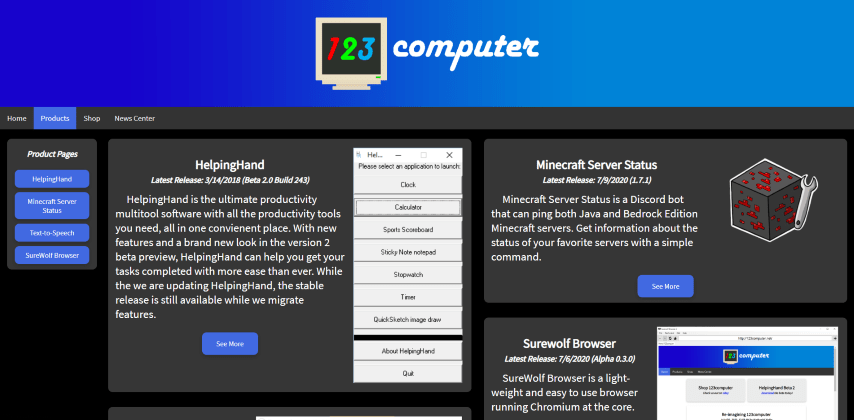 123 computer
Home Products Shop News Center
Product Pages
HelpingHand
Minecraft Server
Status
Text-to-Speech
SureWolf Browser
HelpingHand
Latest Release: 3/14/2018 (Beta 2.0 Build 243)
HelpingHand is the ultimate productivity
multitool software with all the productivity tools
you need, all in one convienent place. With new
features and a brand new look in the version 2
beta preview, HelpingHand can help you get your
tasks completed with more ease than ever. While
the we are updating HelpingHand, the stable
release is still available while we migrate
features.
See More
Hel...
Please select an application to launch:
Clock
Calculator
Sports Scoreboard
Sticky Note notepad
Stopwatch
Timer
QuickSketch image draw
About HelpingHand
Quit
Minecraft Server Status
Latest Release: 7/9/2020 (1.7.1)
Minecraft Server Status is a Discord bot
that can ping both Java and Bedrock Edition
Minecraft servers. Get information about the
status of your favorite servers with a simple
command.
See More
Surewolf Browser
Latest Release: 7/6/2020 (Alpha 0.3.0)
SureWolf Browser is a light-
weight and easy to use browser
running Chromium at the core.
123 computer
Shop 123computer
HelpingHand Beta 2
Re-imagining 123computer